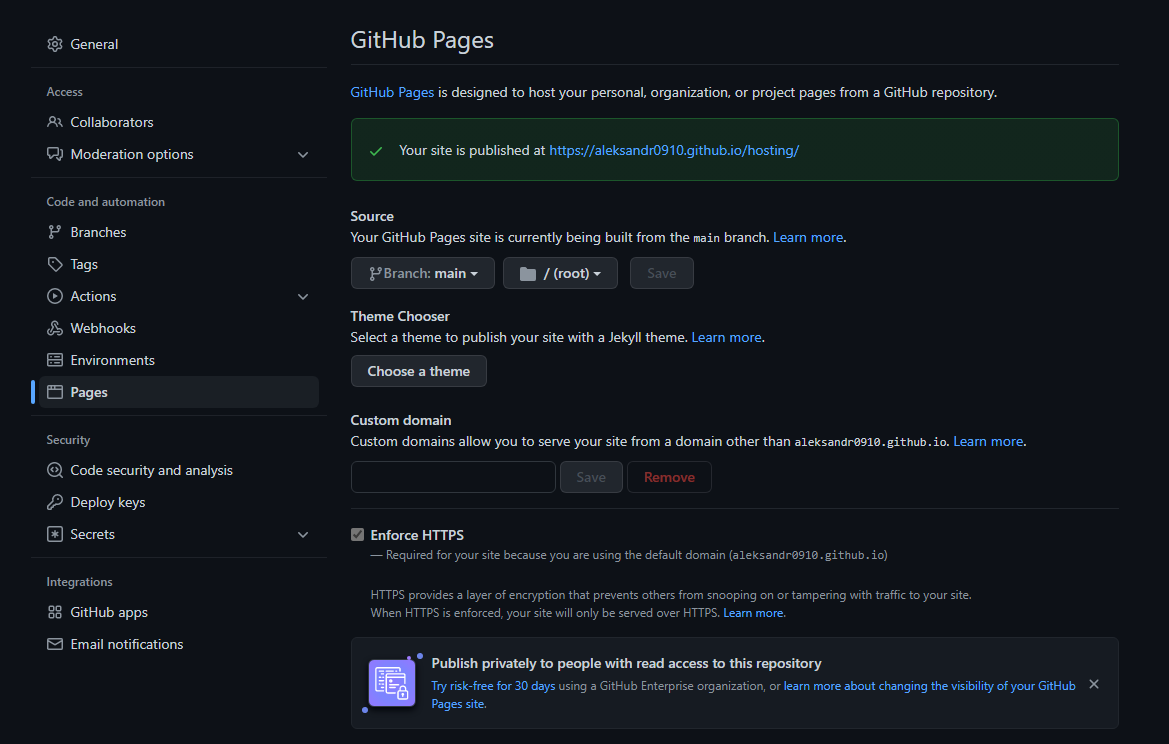 General
Access
Collaborators
Moderation options
Code and automation
Branches
Tags
Actions
Webhooks
Environments
Pages
Security
Code security and analysis
Deploy keys
Secrets
Integrations
GitHub apps
Email notifications
GitHub Pages
GitHub Pages is designed to host your personal, organization, or project pages from a GitHub repository.
Your site is published at https://aleksandr0910.github.io/hosting/
Source
Your GitHub Pages site is currently being built from the main branch. Learn more.
Branch: main / (root) Save
Theme Chooser
Select a theme to publish your site with a Jekyll theme. Learn more.
Choose a theme
Custom domain
Custom domains allow you to serve your site from a domain other than aleksandr0910.github.io. Learn more.
Save Remove
Enforce HTTPS
— Required for your site because you are using the default domain (aleksandr0910.github.io)
HTTPS provides a layer of encryption that prevents others from snooping on or tampering with traffic to your site.
When HTTPS is enforced, your site will only be served over HTTPS. Learn more.
Publish privately to people with read access to this repository
Try risk-free for 30 days using a GitHub Enterprise organization, or learn more about changing the visibility of your GitHub
Pages site.